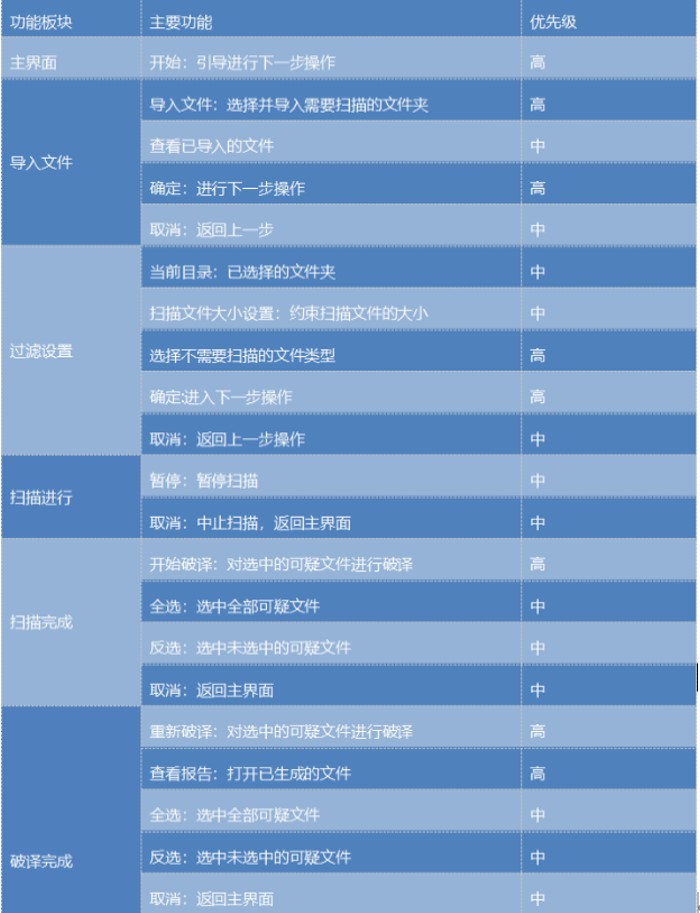 功能板块 主要功能 优先级
主界面 开始：引导进行下一步操作 高
导入文件：选择并导入需要扫描的文件夹 高
查看已导入的文件 中
导入文件
确定：进行下一步操作 高
取消：返回上一步 中
当前目录：已选择的文件夹 中
扫描文件大小设置：约束扫描文件的大小 中
过滤设置 选择不需要扫描的文件类型 高
确定:进入下一步操作 高
取消：返回上一步操作 中
暂停：暂停扫描 中
扫描进行
取消：中止扫描，返回主界面 中
开始破译：对选中的可疑文件进行破译 高
全选：选中全部可疑文件 中
扫描完成
反选：选中未选中的可疑文件 中
取消：返回主界面 中
重新破译：对选中的可疑文件进行破译 高
查看报告：打开已生成的文件 高
全选：选中全部可疑文件 中
破译完成 反选：选中未选中的可疑文件 中
取消：返回主界面 中